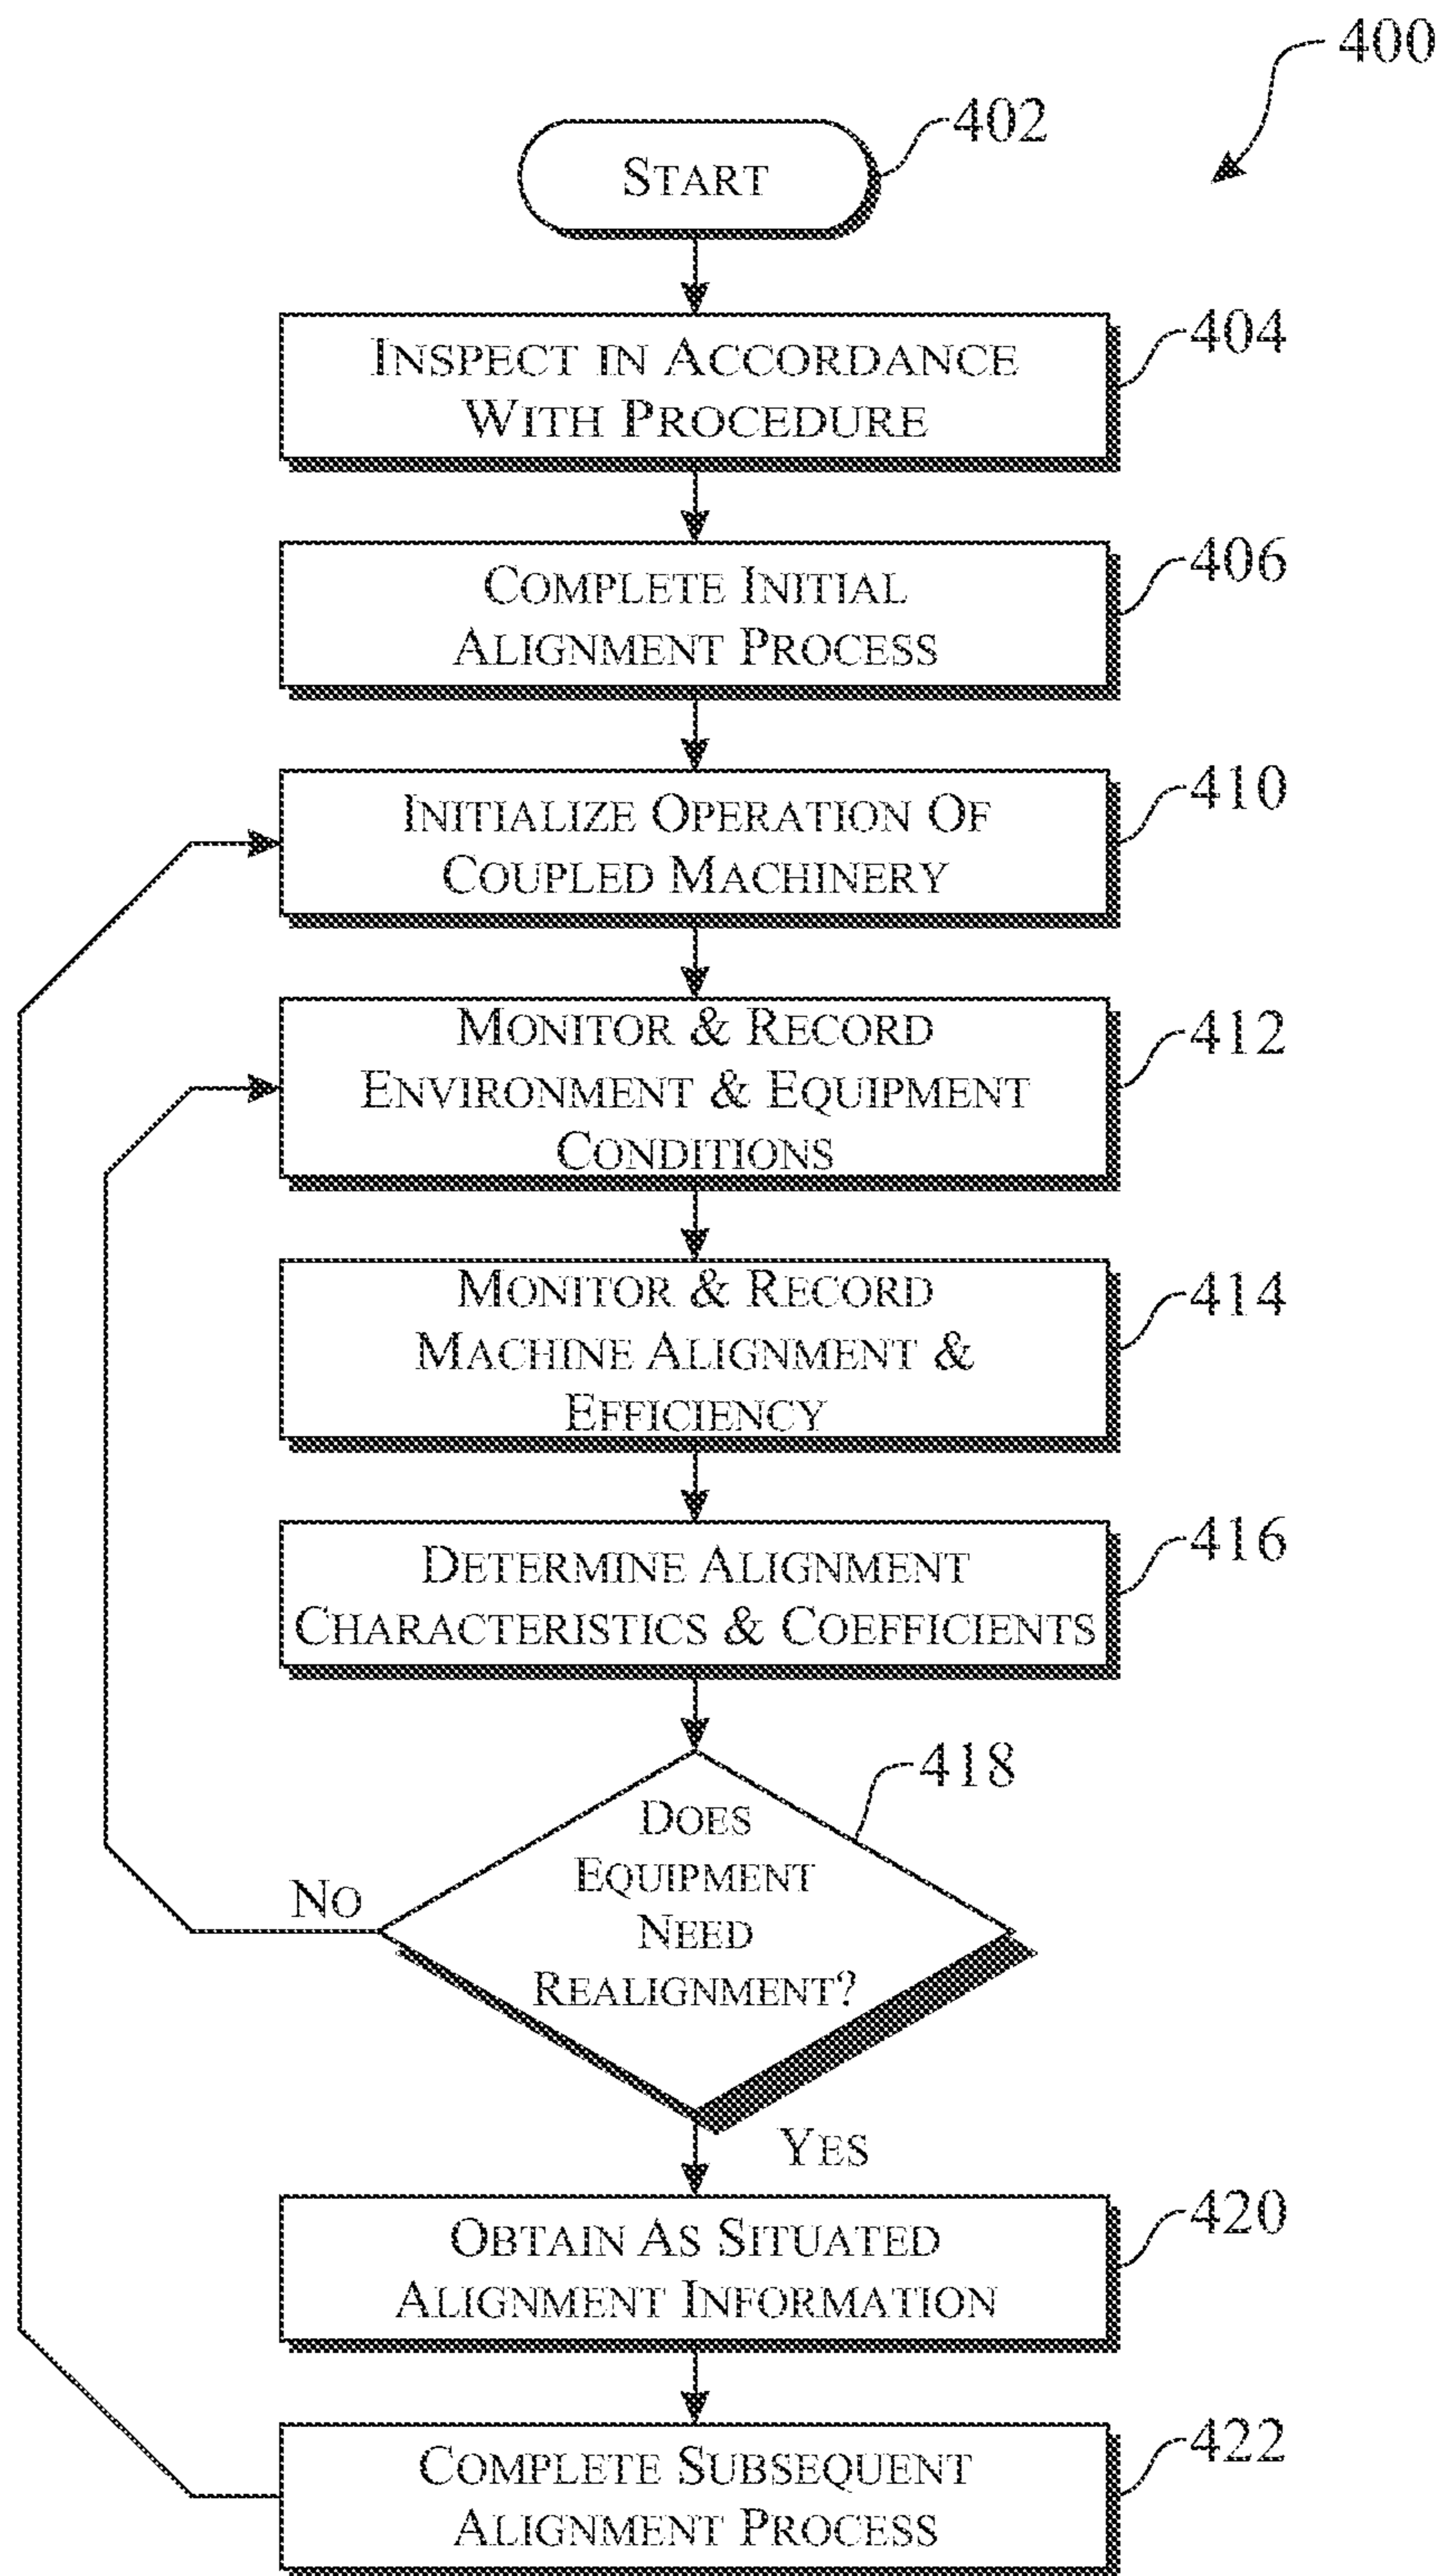 400
402
START
404
INSPECT IN ACCORDANCE
WITH PROCEDURE
406
COMPLETE INITIAL
ALIGNMENT PROCESS
410
INITIALIZE OPERATION OF
COUPLED MACHINERY
412
MONITOR & RECORD
ENVIRONMENT & EQUIPMENT
CONDITIONS
414
MONITOR & RECORD
MACHINE ALIGNMENT &
EFFICIENCY
416
DETERMINE ALIGNMENT
CHARACTERISTICS & COEFFICIENTS
418
DOES
EQUIPMENT
NEED
REALIGNMENT?
NO
YES
420
OBTAIN AS SITUATED
ALIGNMENT INFORMATION
422
COMPLETE SUBSEQUENT
ALIGNMENT PROCESS